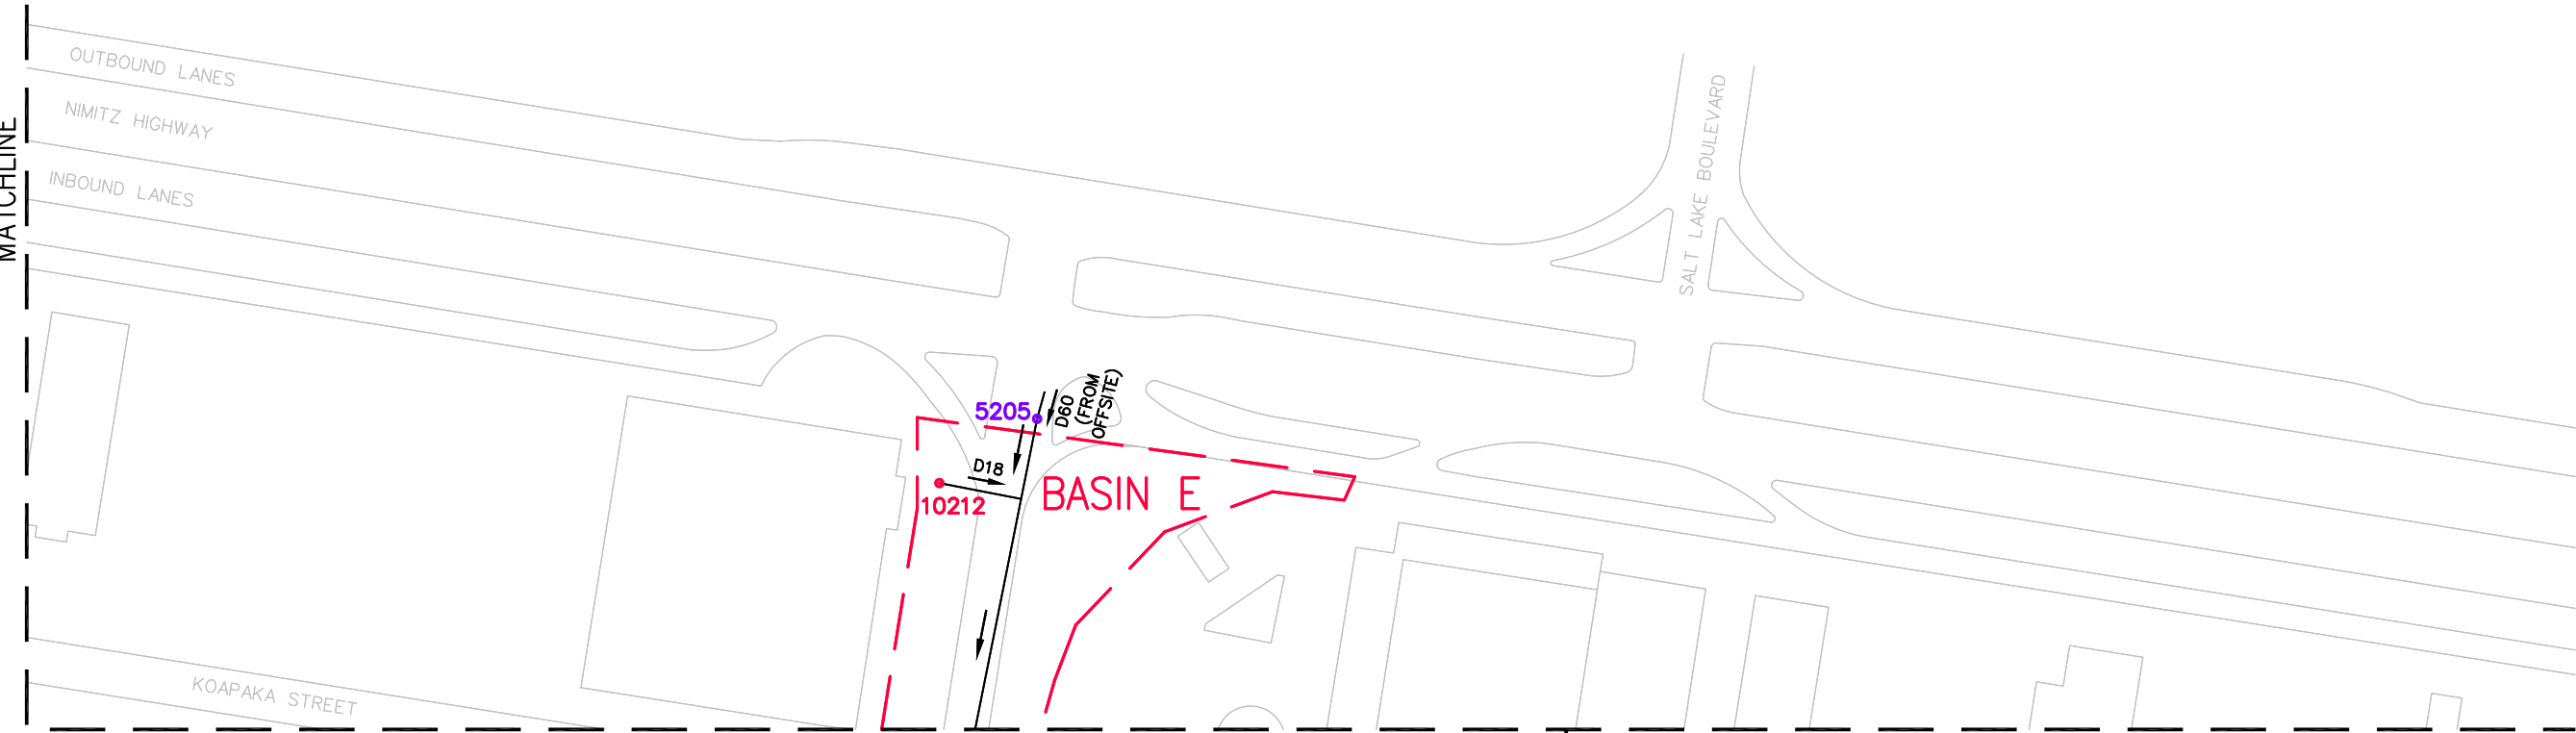 OUTBOUND LANES
NIMITZ HIGHWAY
MATCHLINE
INBOUND LANES
SALT LAKE BOULEVARD
5205
D60
(FROM
OFFSITE)
D18
10212
BASIN E
KOAPAKA STREET